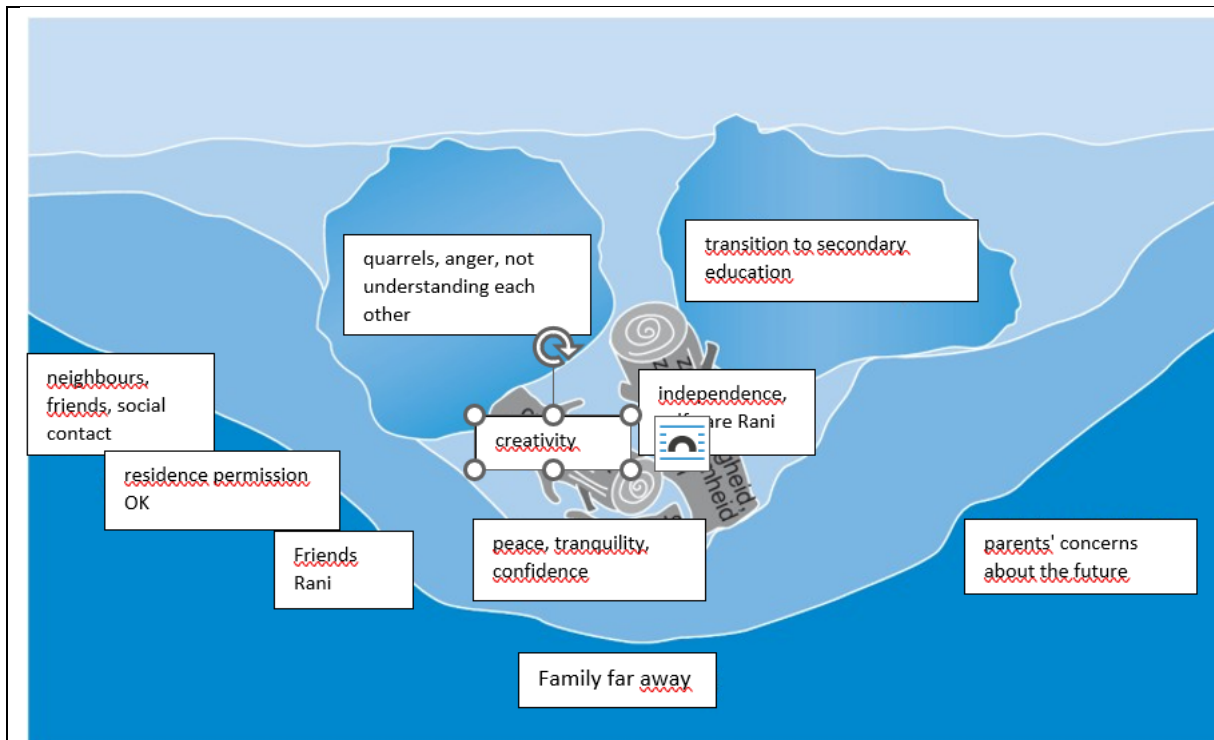 quarrels, anger, not
understanding each
other
transition to secondary
education
neighbours,
friends, social
contact
independence,
Rani
creativity
residence permission
OK
Friends
Rani
peace, tranquility,
confidence
parents' concerns
about the future
Family far away